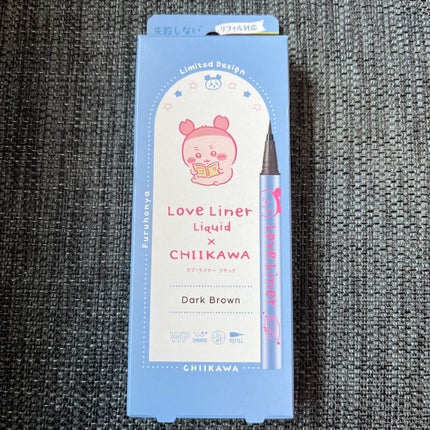 失敗しない
リフィル対応
Limited Design
Furuhonya
Love Liner
Liquid
×
CHIIKAWA
ラブ・ライナー リキッド
Dark Brown
WP
SMUDGE
OFF
REFILL
CHIIKAWA
Love Liner